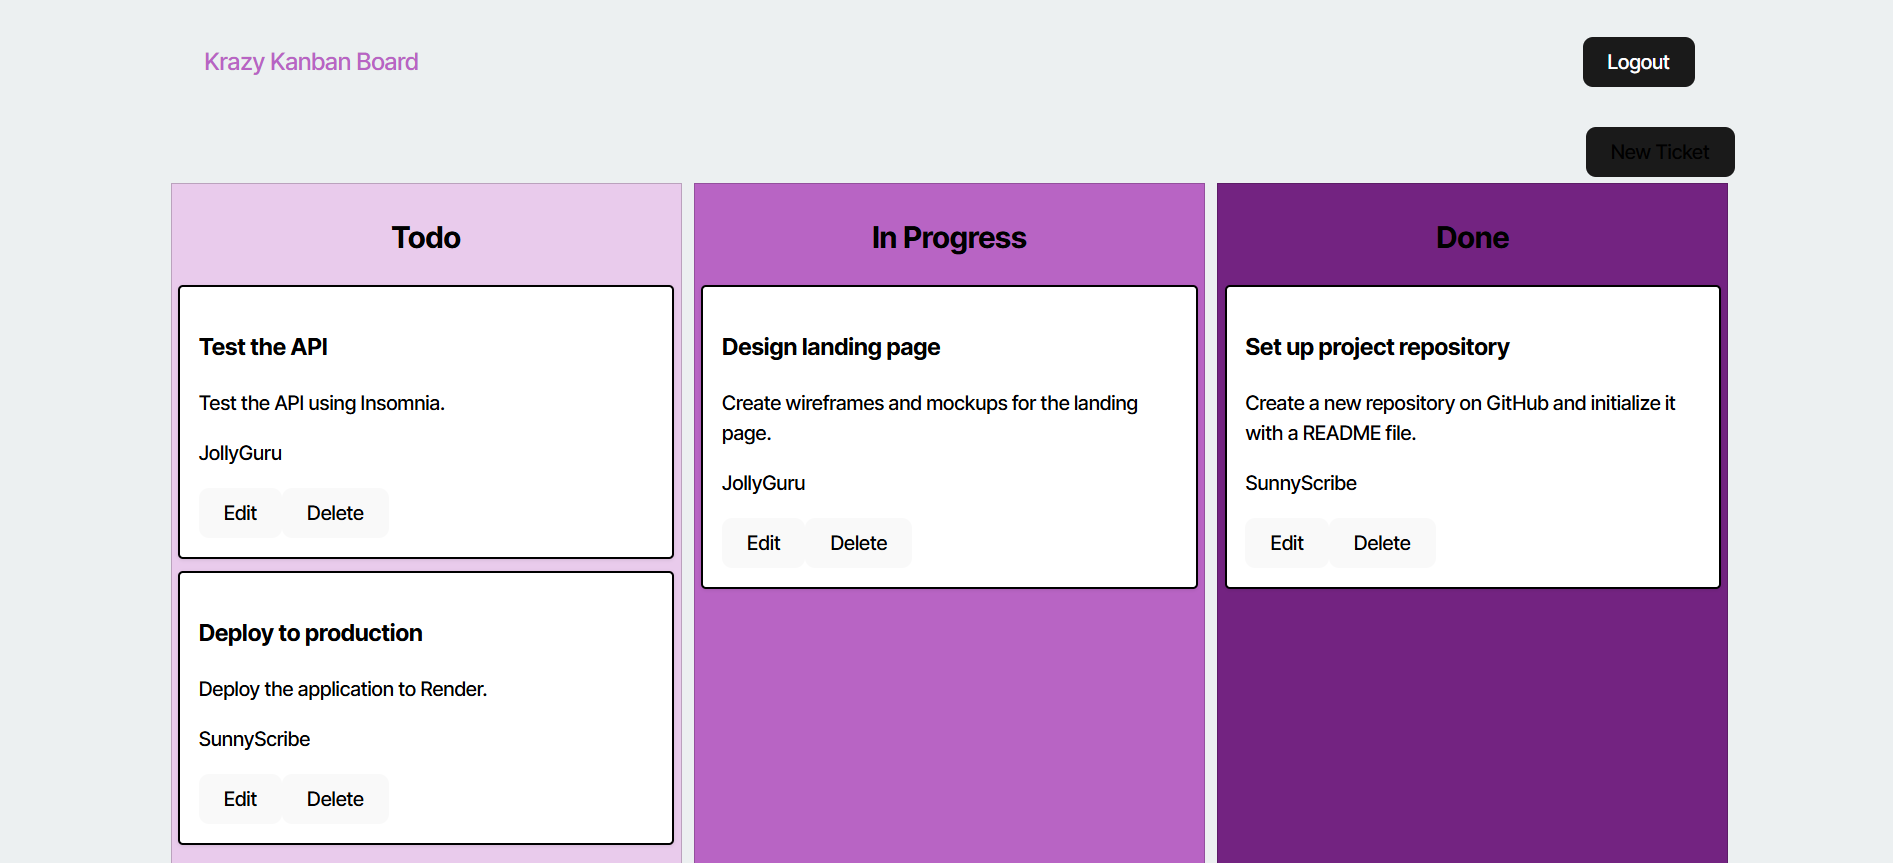 Krazy Kanban Board
Logout
New Ticket
Todo
Test the API
Test the API using Insomnia.
JollyGuru
Edit Delete
Deploy to production
Deploy the application to Render.
SunnyScribe
Edit Delete
In Progress
Design landing page
Create wireframes and mockups for the landing
page.
JollyGuru
Edit Delete
Done
Set up project repository
Create a new repository on GitHub and initialize it
with a README file.
SunnyScribe
Edit Delete